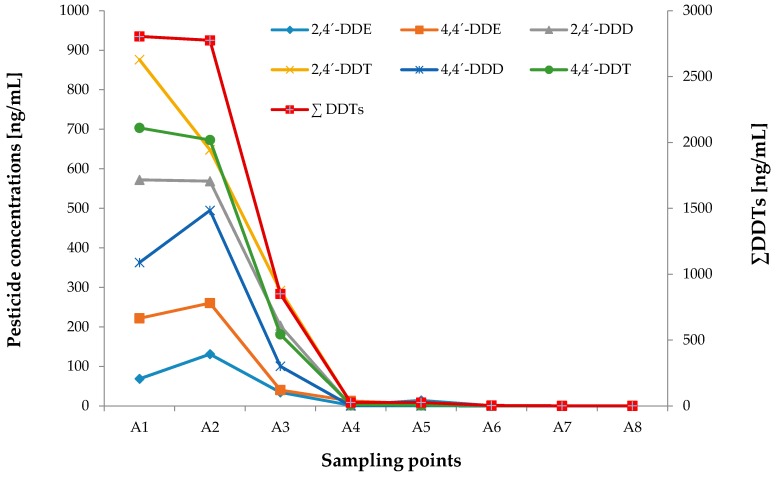 Pesticide concentrations [ng/mL]
1000
900
800
700
600
500
400
300
200
100
0
2,4´-DDE 4,4´-DDE 2,4´-DDD
2,4´-DDT 4,4´-DDD 4,4´-DDT
∑ DDTs
3000
2500
2000
1500
1000
500
0
∑DDTs [ng/mL]
A1 A2 A3 A4 A5 A6 A7 A8
Sampling points